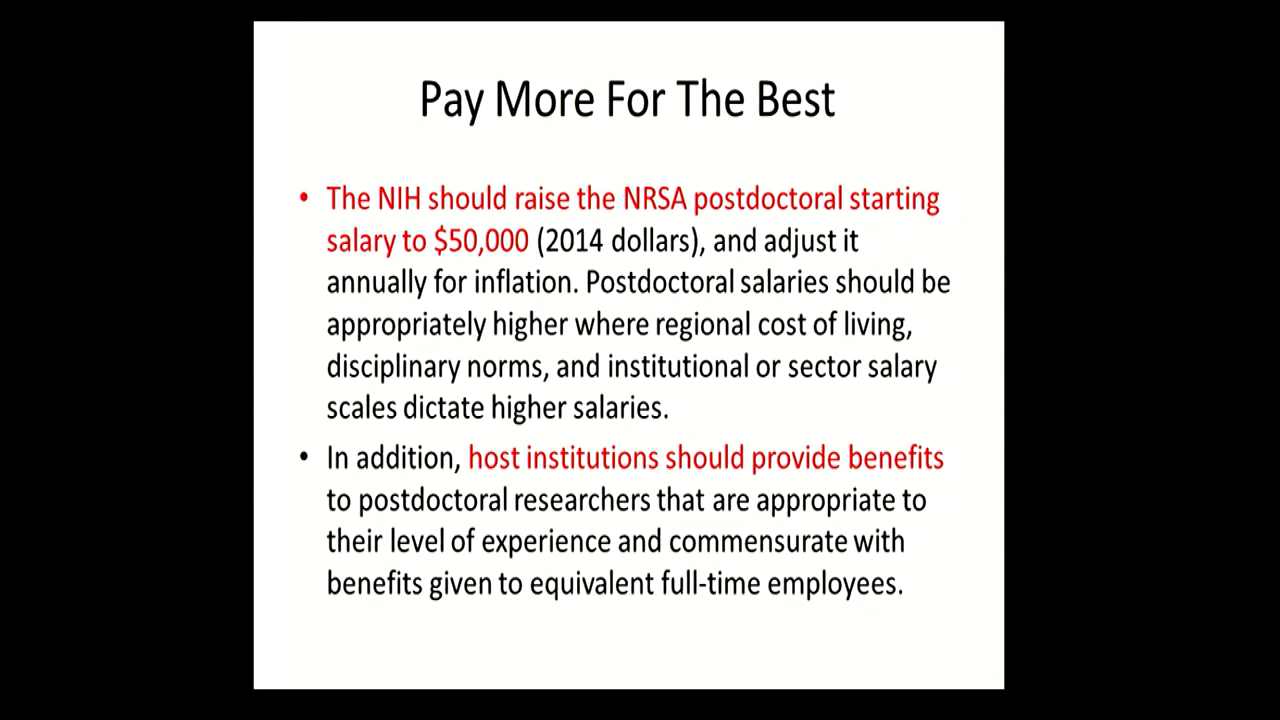 Pay More For The Best
• The NIH should raise the NRSA postdoctoral starting
salary to $50,000 (2014 dollars), and adjust it
annually for inflation. Postdoctoral salaries should be
appropriately higher where regional cost of living,
disciplinary norms, and institutional or sector salary
scales dictate higher salaries.
• In addition, host institutions should provide benefits
to postdoctoral researchers that are appropriate to
their level of experience and commensurate with
benefits given to equivalent full-time employees.